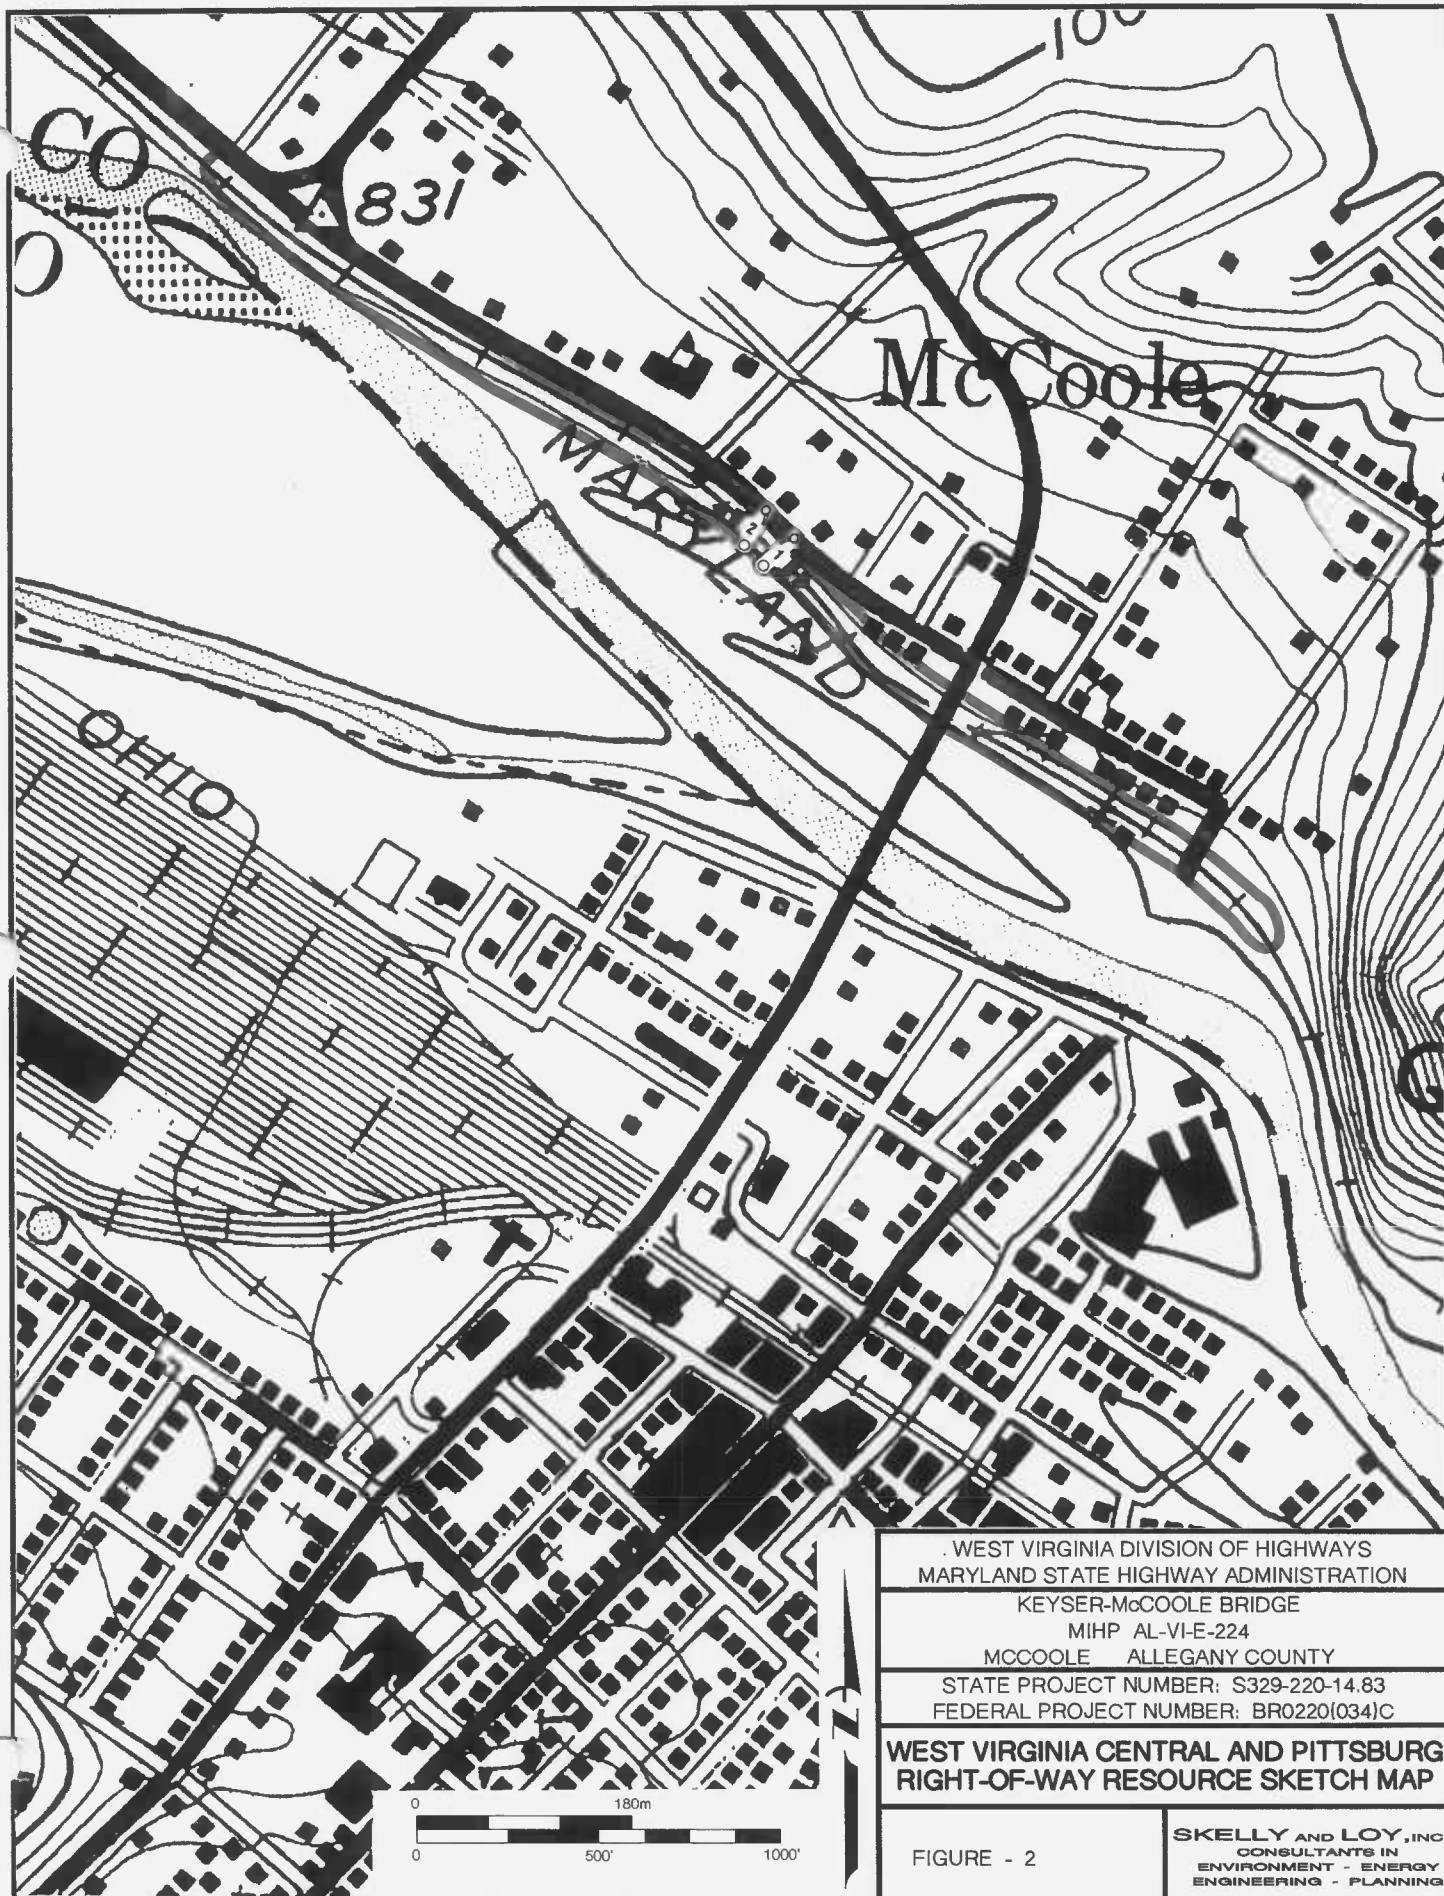 100
CO
831
O
McCoole
MARYLAND
2
1
OHIO
G
. WEST VIRGINIA DIVISION OF HIGHWAYS
MARYLAND STATE HIGHWAY ADMINISTRATION
KEYSER-McCOOLE BRIDGE
MIHP AL-VI-E-224
MCCOOLE ALLEGANY COUNTY
STATE PROJECT NUMBER: S329-220-14.83
FEDERAL PROJECT NUMBER: BR0220(034)C
WEST VIRGINIA CENTRAL AND PITTSBURG
RIGHT-OF-WAY RESOURCE SKETCH MAP
N
0 180m
0 500' 1000'
FIGURE - 2
SKELLY AND LOY, INC
CONSULTANTS IN
ENVIRONMENT - ENERGY
ENGINEERING - PLANNING